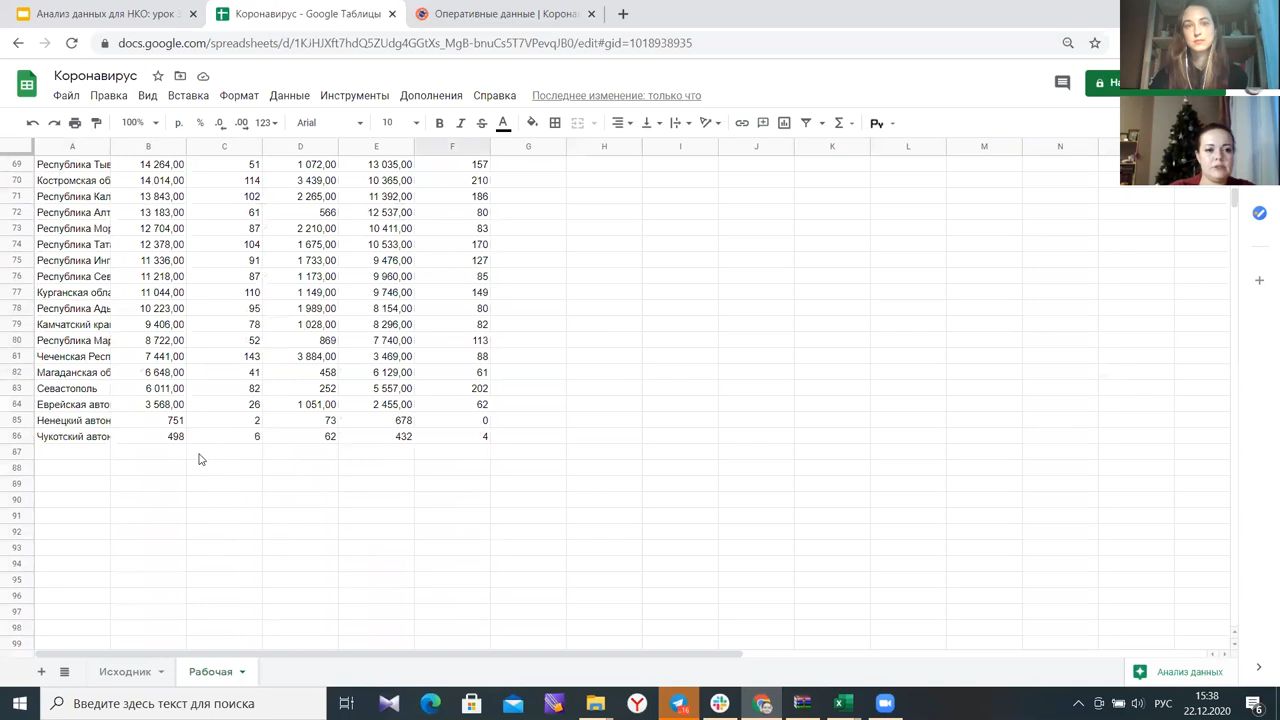 Анализ данных для НКО: урок 3
Коронавирус - Google Таблицы
Оперативные данные | Корона
docs.google.com/spreadsheets/d/1KJHJXft7hdQ5ZUdg4GGtXs_MgB-bnuCs5T7VPevqJB0/edit#gid=1018938935
Коронавирус
Файл Правка Вид Вставка Формат Данные Инструменты Дополнения Справка Последнее изменение: только что
100% р. % .0 .00 123 Arial 10
A B C D E F G H I J K L M N
69 Республика Тыв 14 264,00 51 1 072,00 13 035,00 157
70 Костромская об 14 014,00 114 3 439,00 10 365,00 210
71 Республика Кал 13 843,00 102 2 265,00 11 392,00 186
72 Республика Алт 13 183,00 61 566 12 537,00 80
73 Республика Мор 12 704,00 87 2 210,00 10 411,00 83
74 Республика Тата 12 378,00 104 1 675,00 10 533,00 170
75 Республика Инг 11 336,00 91 1 733,00 9 476,00 127
76 Республика Сев 11 218,00 87 1 173,00 9 960,00 85
77 Курганская обла 11 044,00 110 1 149,00 9 746,00 149
78 Республика Ады 10 223,00 95 1 989,00 8 154,00 80
79 Камчатский кра 9 406,00 78 1 028,00 8 296,00 82
80 Республика Мар 8 722,00 52 869 7 740,00 113
81 Чеченская Респ 7 441,00 143 3 884,00 3 469,00 88
82 Магаданская об 6 648,00 41 458 6 129,00 61
83 Севастополь 6 011,00 82 252 5 557,00 202
84 Еврейская авто 3 568,00 26 1 051,00 2 455,00 62
85 Ненецкий автон 751 2 73 678 0
86 Чукотский автон 498 6 62 432 4
87
88
89
90
91
92
93
94
95
96
97
98
99
Исходник Рабочая Анализ данных
Введите здесь текст для поиска
16
РУС
15:38
22.12.2020
6